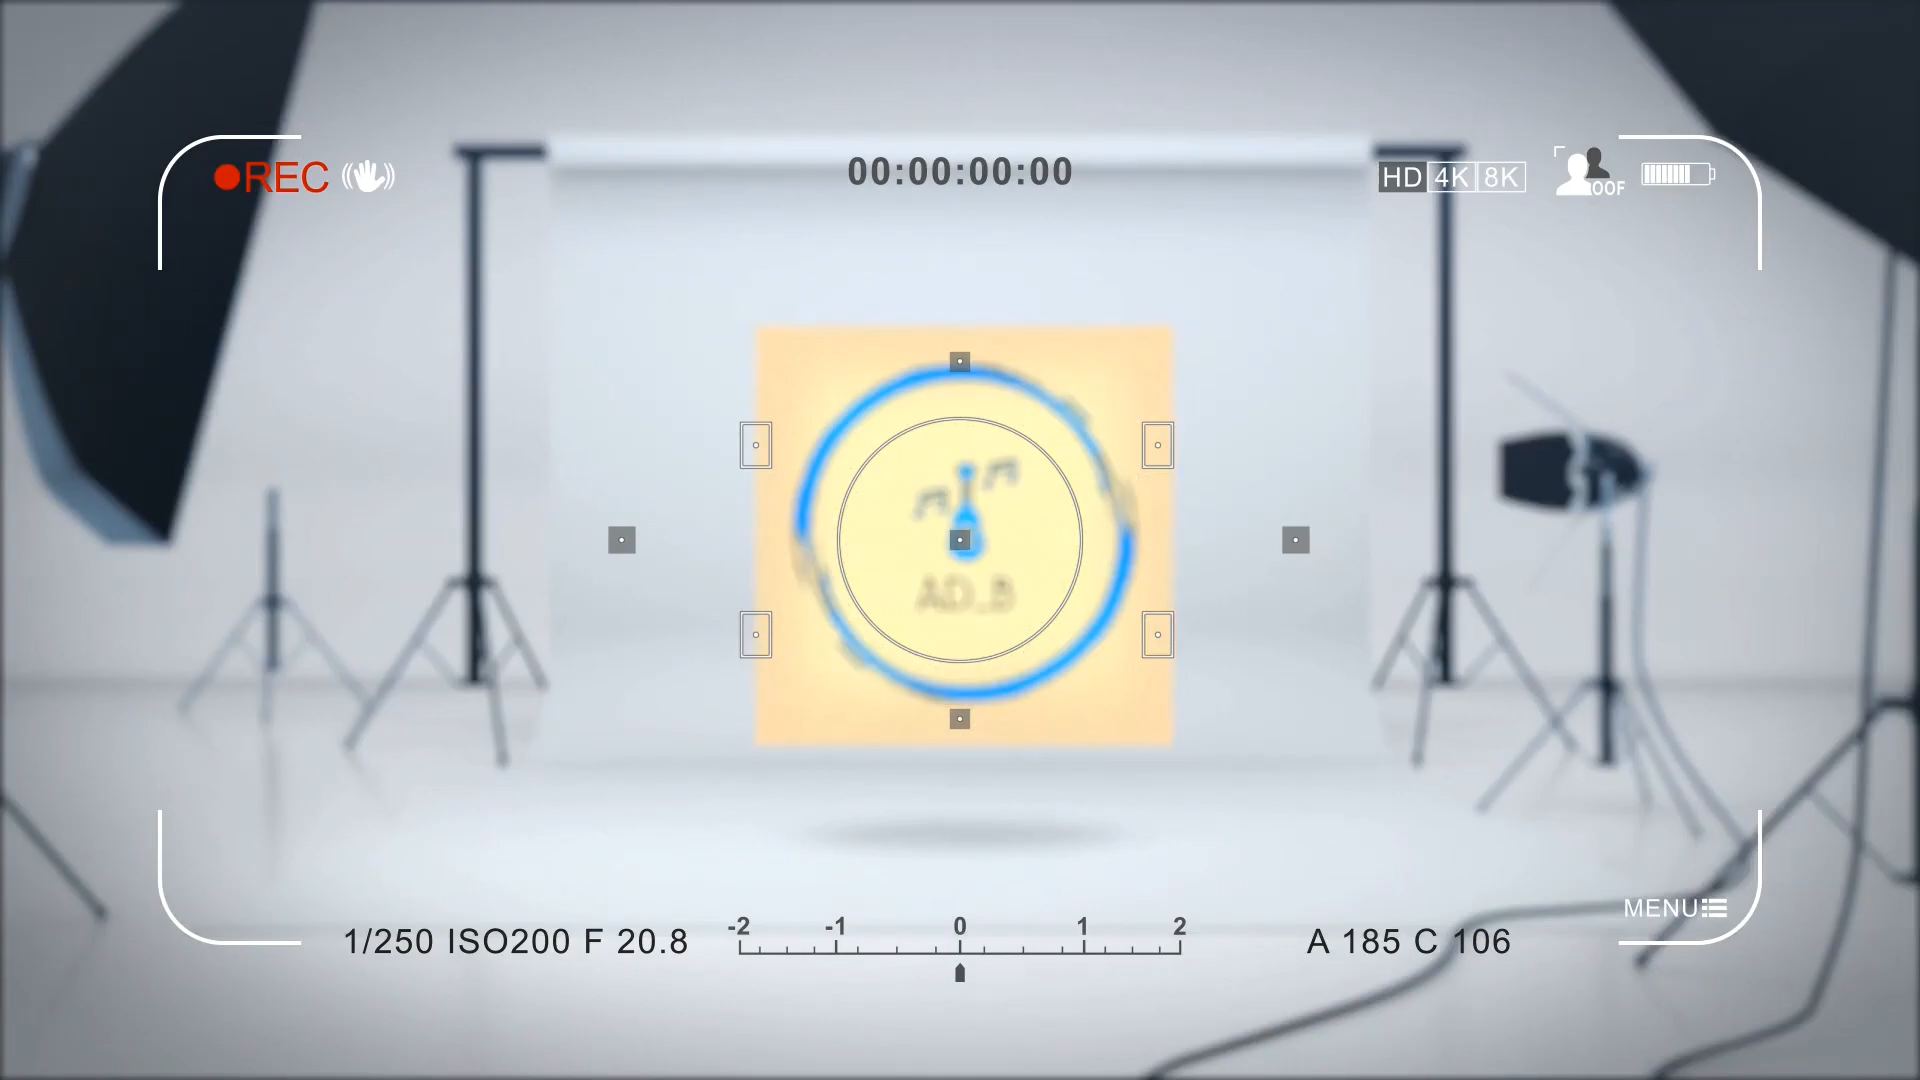 REC
00:00:00:00
HD 4K 8K
OOF
AD_B
MENU
-2 -1 0 1 2
1/250 ISO200 F 20.8
A 185 C 106